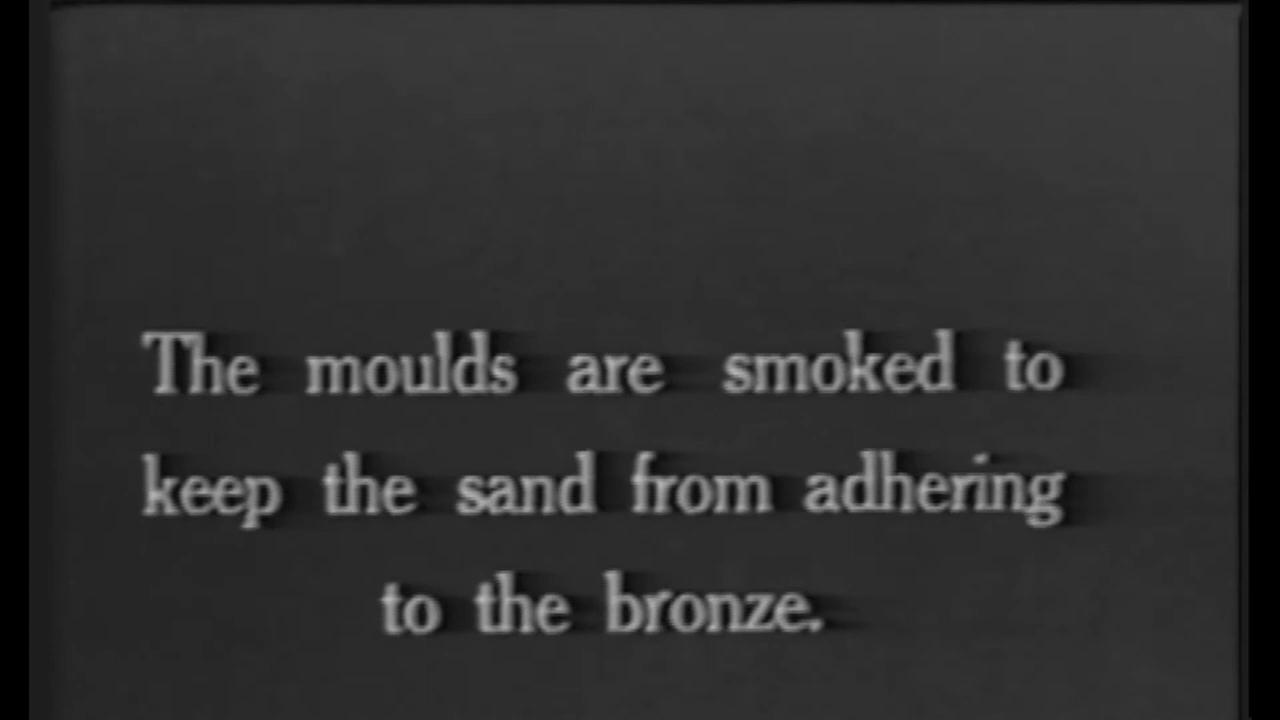 The moulds are smoked to
keep the sand from adhering
to the bronze.